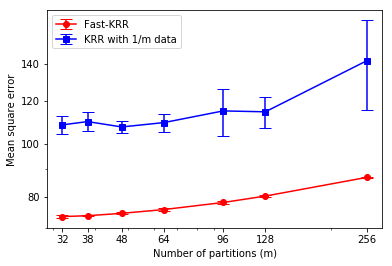 Fast-KRR
KRR with 1/m data
Mean square error
140
120
100
80
32 38 48 64 96 128 256
Number of partitions (m)